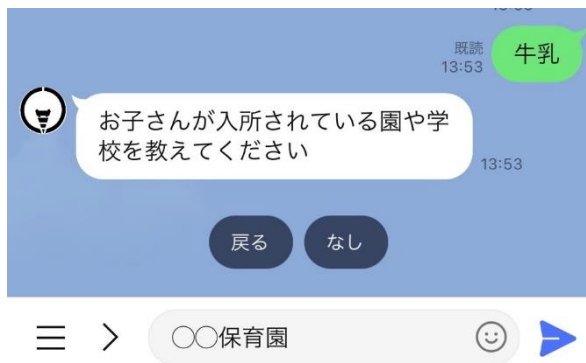 既読
13:53
牛乳
お子さんが入所されている園や学
校を教えてください
13:53
戻る
なし
〇〇保育園